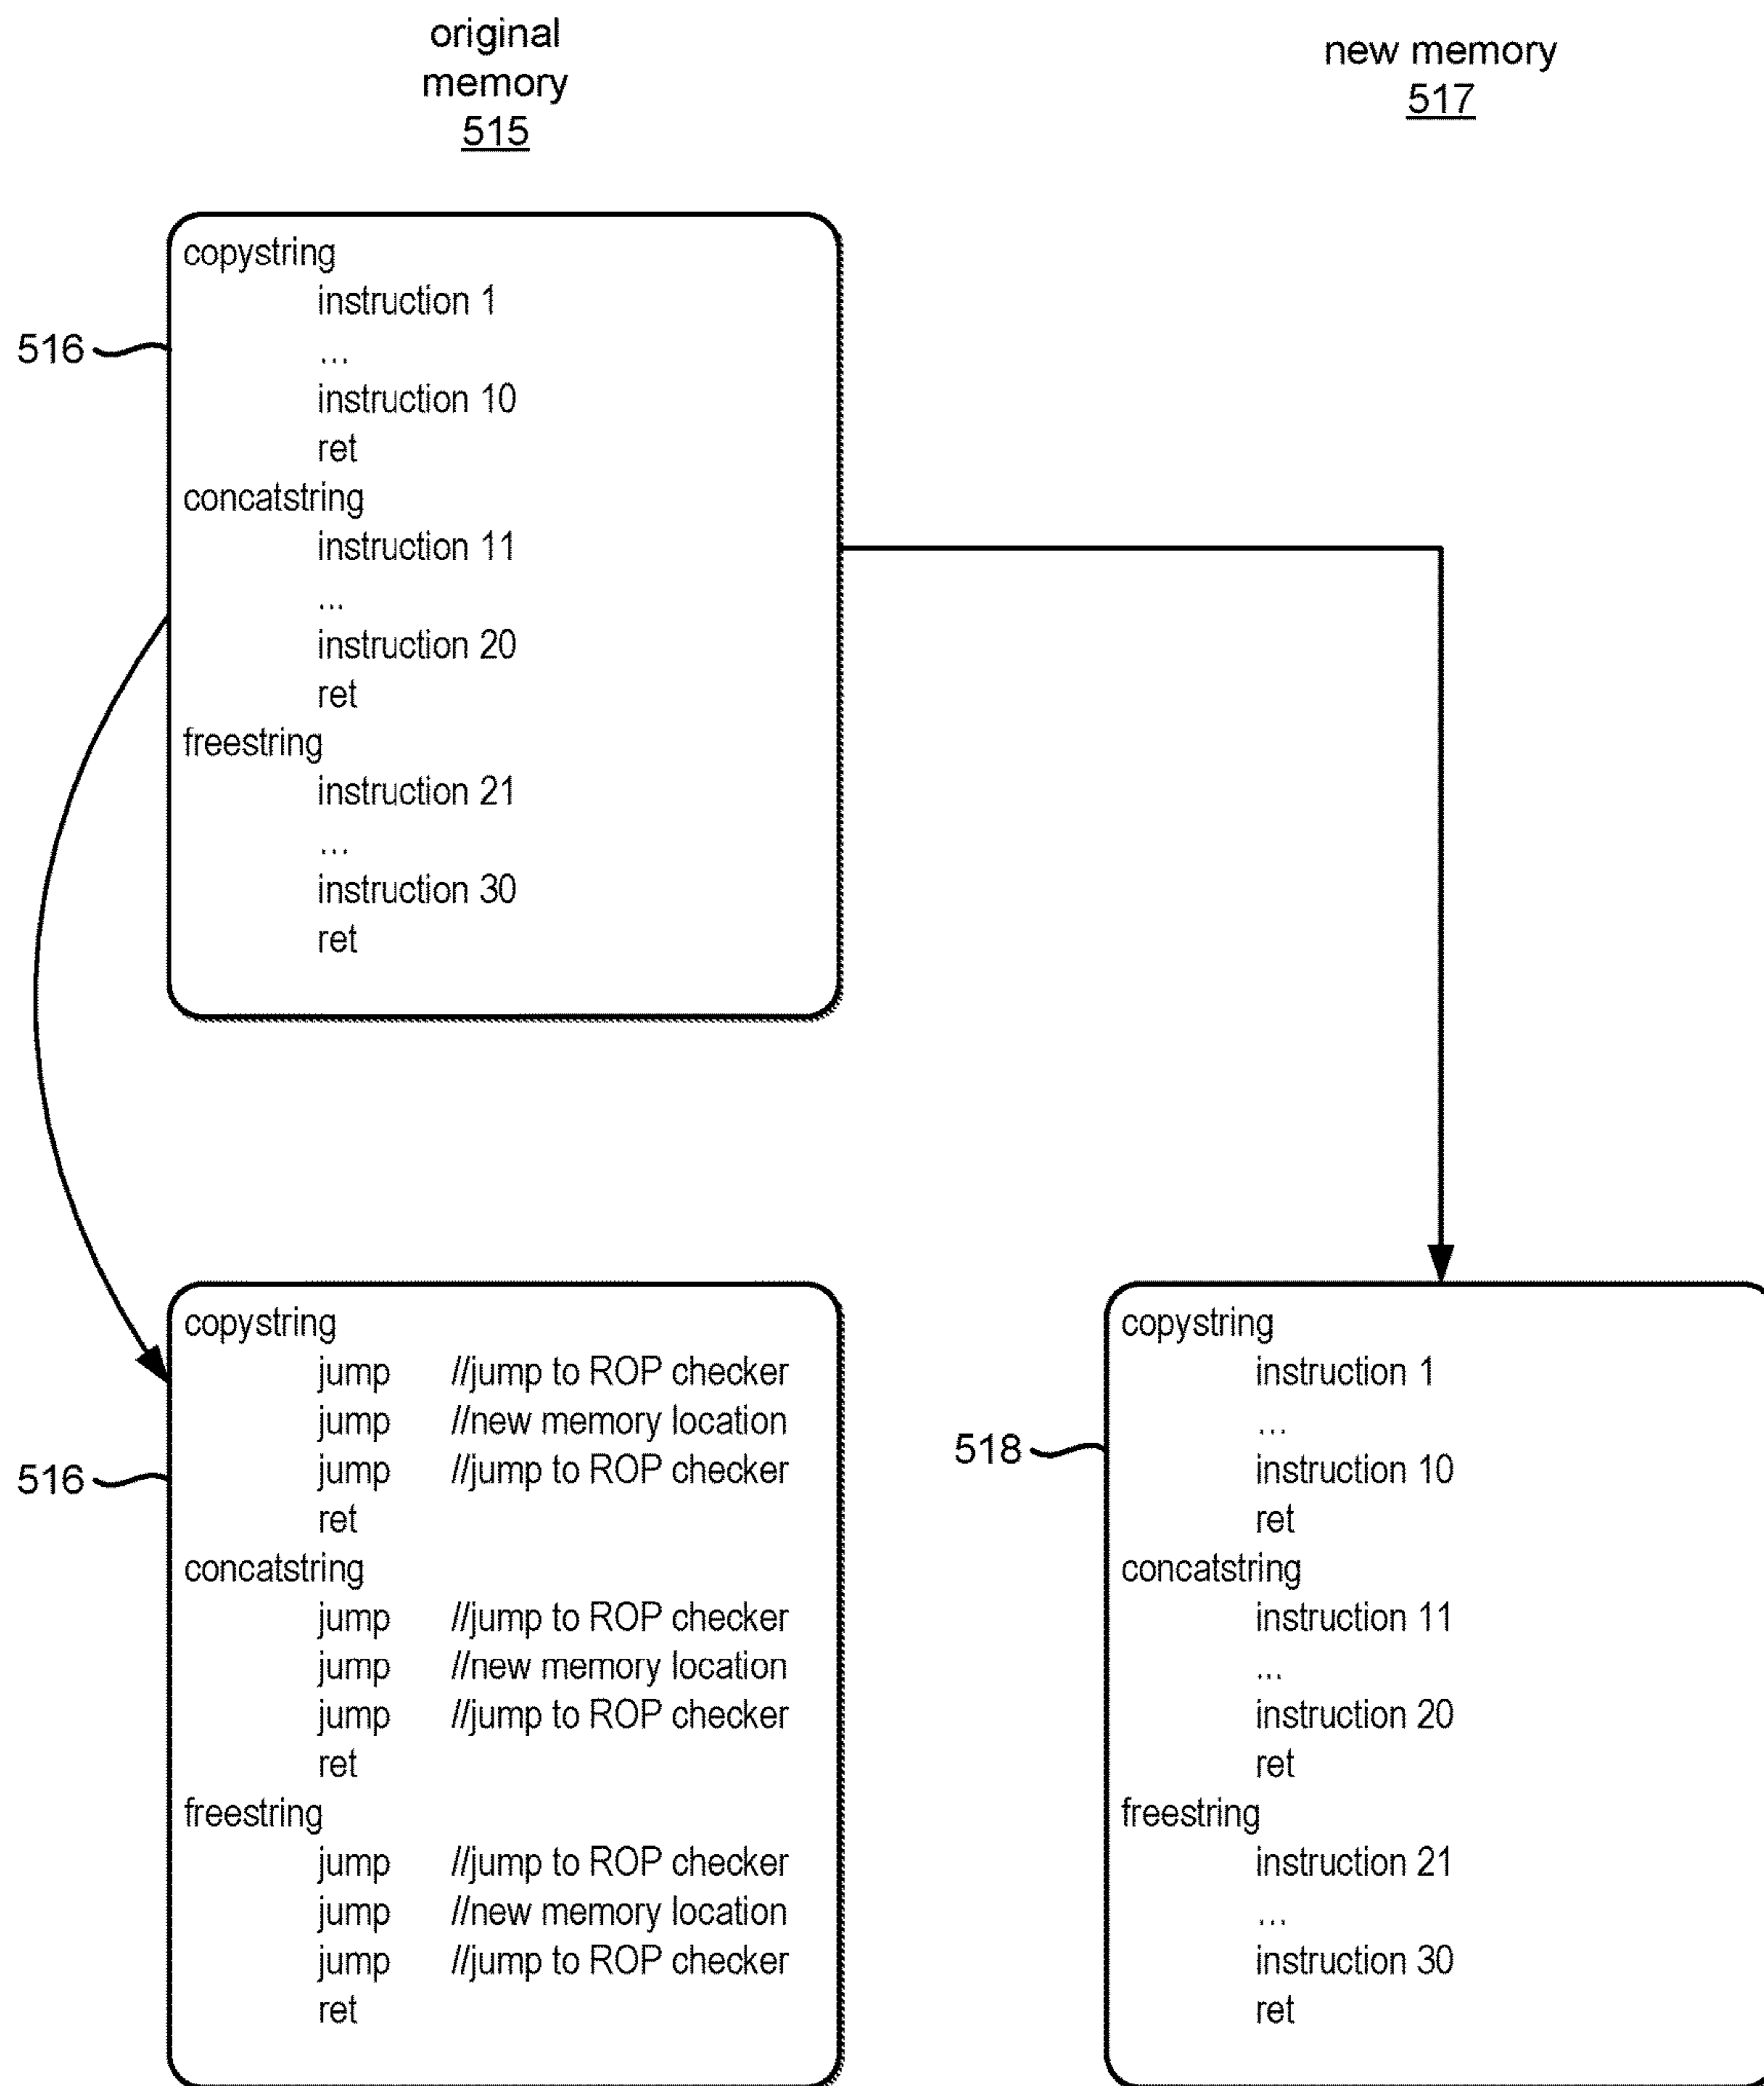 original
memory
515
new memory
517
copystring
instruction 1
...
instruction 10
ret
concatstring
instruction 11
...
instruction 20
ret
freestring
instruction 21
...
instruction 30
ret
516
copystring
jump //jump to ROP checker
jump //new memory location
jump //jump to ROP checker
ret
concatstring
jump //jump to ROP checker
jump //new memory location
jump //jump to ROP checker
ret
freestring
jump //jump to ROP checker
jump //new memory location
jump //jump to ROP checker
ret
516
copystring
instruction 1
...
instruction 10
ret
concatstring
instruction 11
...
instruction 20
ret
freestring
instruction 21
...
instruction 30
ret
518